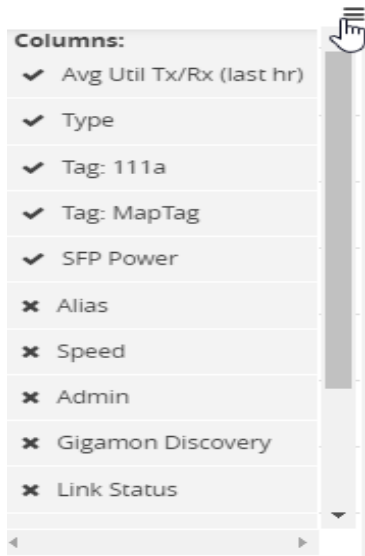 Columns:
Avg Util Tx/Rx (last hr)
Type
Tag: 111a
Tag: MapTag
SFP Power
Alias
Speed
Admin
Gigamon Discovery
Link Status